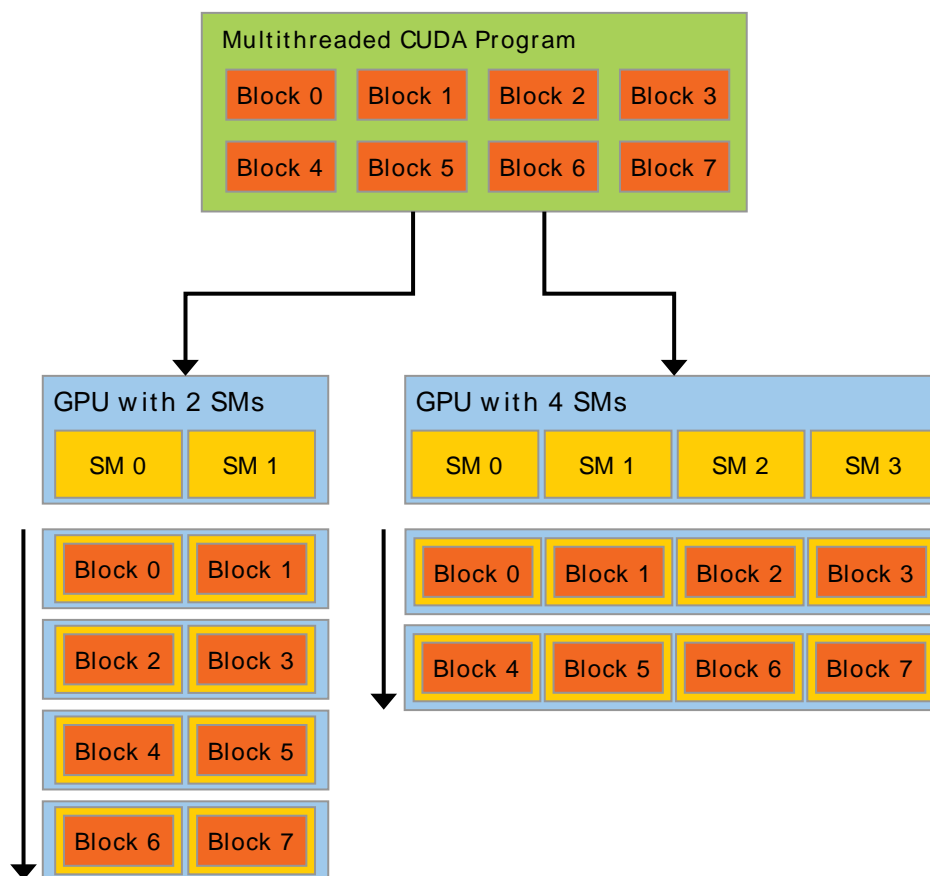 Multithreaded CUDA Program
Block 0 Block 1 Block 2 Block 3
Block 4 Block 5 Block 6 Block 7
GPU with 2 SMs
SM 0 SM 1
Block 0 Block 1
Block 2 Block 3
Block 4 Block 5
Block 6 Block 7
GPU with 4 SMs
SM 0 SM 1 SM 2 SM 3
Block 0 Block 1 Block 2 Block 3
Block 4 Block 5 Block 6 Block 7